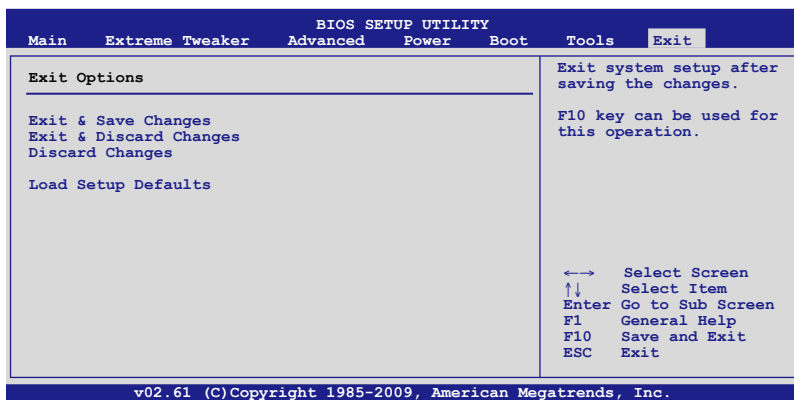 BIOS SETUP UTILITY
Main Extreme Tweaker Advanced Power Boot Tools Exit
Exit Options
Exit & Save Changes
Exit & Discard Changes
Discard Changes
Load Setup Defaults
Exit system setup after
saving the changes.
F10 key can be used for
this operation.
←→ Select Screen
↑↓ Select Item
Enter Go to Sub Screen
F1 General Help
F10 Save and Exit
ESC Exit
v02.61 (C)Copyright 1985-2009, American Megatrends, Inc.